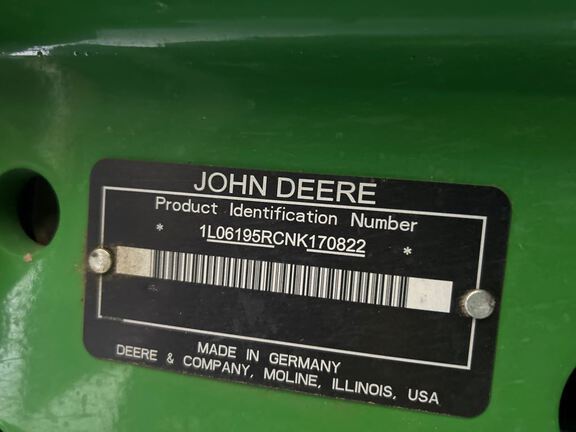 JOHN DEERE
Product Identification Number
* 1L06195RCNK170822 *
MADE IN GERMANY
DEERE & COMPANY, MOLINE, ILLINOIS, USA